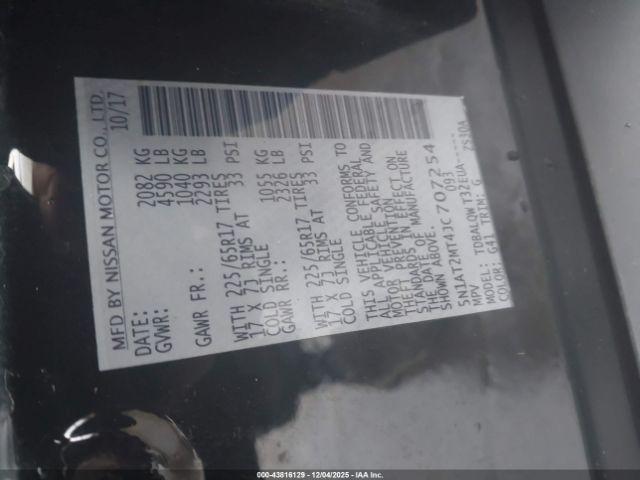 MFD BY NISSAN MOTOR CO., LTD.
DATE: 10/17
GVWR: 2082 KG
4590 LB
GAWR FR.: 1040 KG
2293 LB
WITH 225/65R17 TIRES
17 X 7J RIMS AT 33 PSI
COLD SINGLE
GAWR RR.: 1055 KG
2326 LB
WITH 225/65R17 TIRES
17 X 7J RIMS AT 33 PSI
COLD SINGLE
THIS VEHICLE CONFORMS TO
ALL APPLICABLE FEDERAL
MOTOR VEHICLE SAFETY AND
THEFT PREVENTION
STANDARDS IN EFFECT ON
THE DATE OF MANUFACTURE
SHOWN ABOVE.
5N1AT2MT4JC707254
MPV 093
MODEL: TDBALQWT32EUA-----
COLOR: G41 TRIM: G 7S30A
000-43816129 - 12/04/2025 - IAAI Inc.